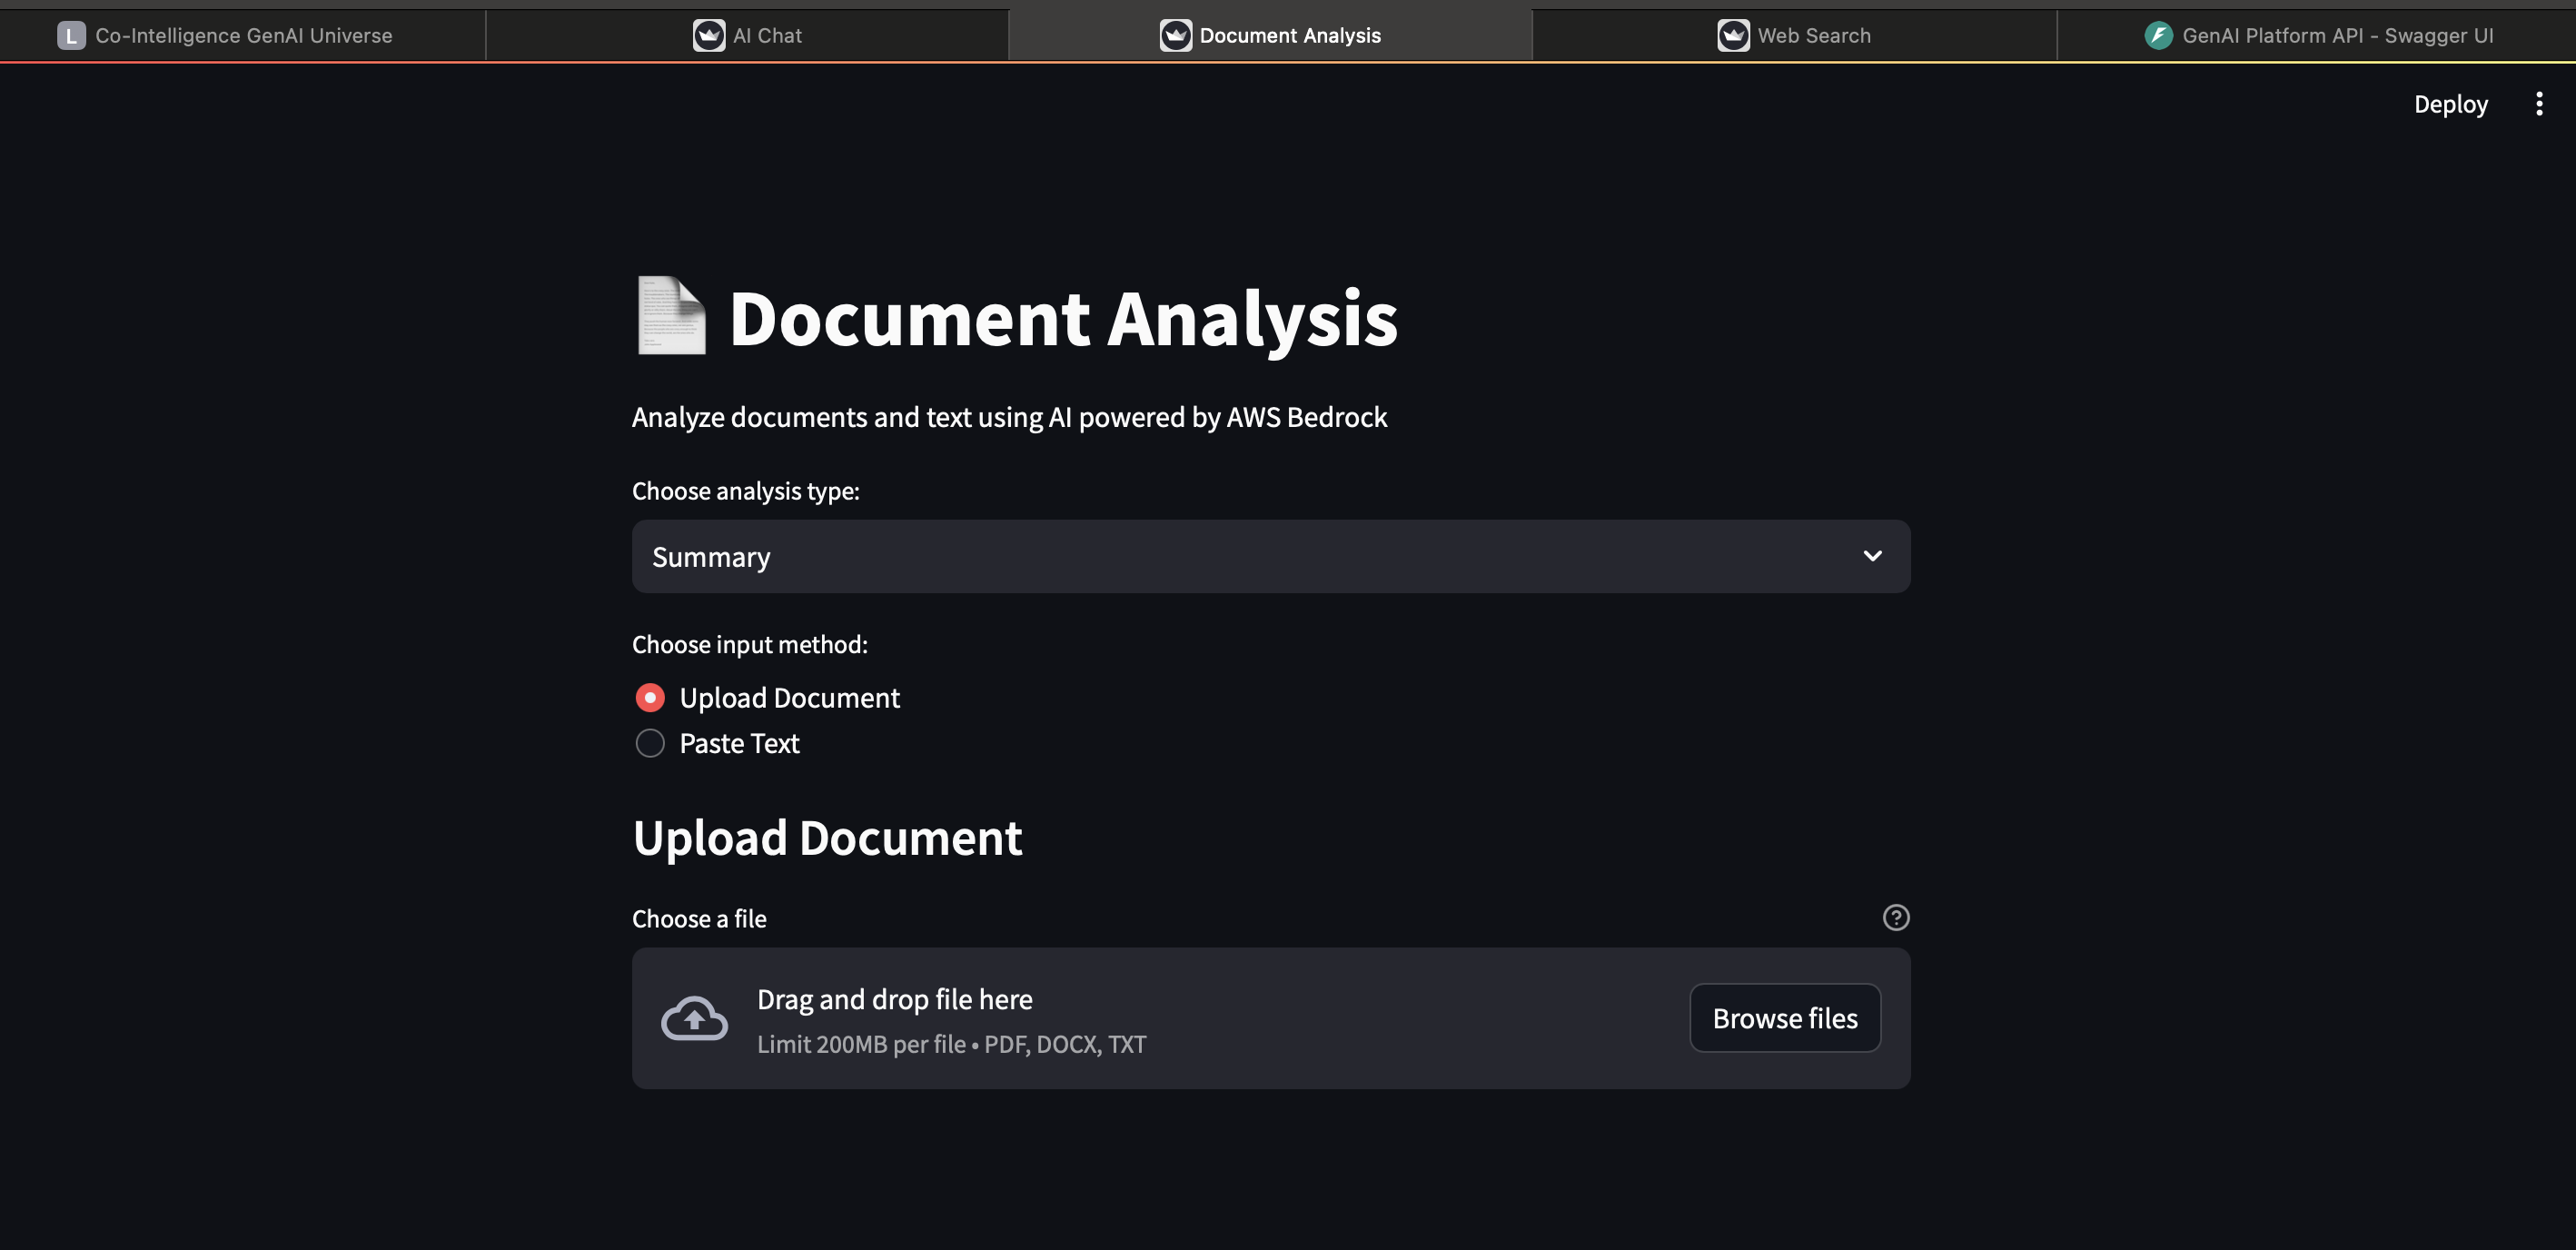 L Co-Intelligence GenAI Universe
AI Chat
Document Analysis
Web Search
GenAI Platform API - Swagger UI
Deploy
Document Analysis
Analyze documents and text using AI powered by AWS Bedrock
Choose analysis type:
Summary
Choose input method:
Upload Document
Paste Text
Upload Document
Choose a file
?
Drag and drop file here
Limit 200MB per file • PDF, DOCX, TXT
Browse files